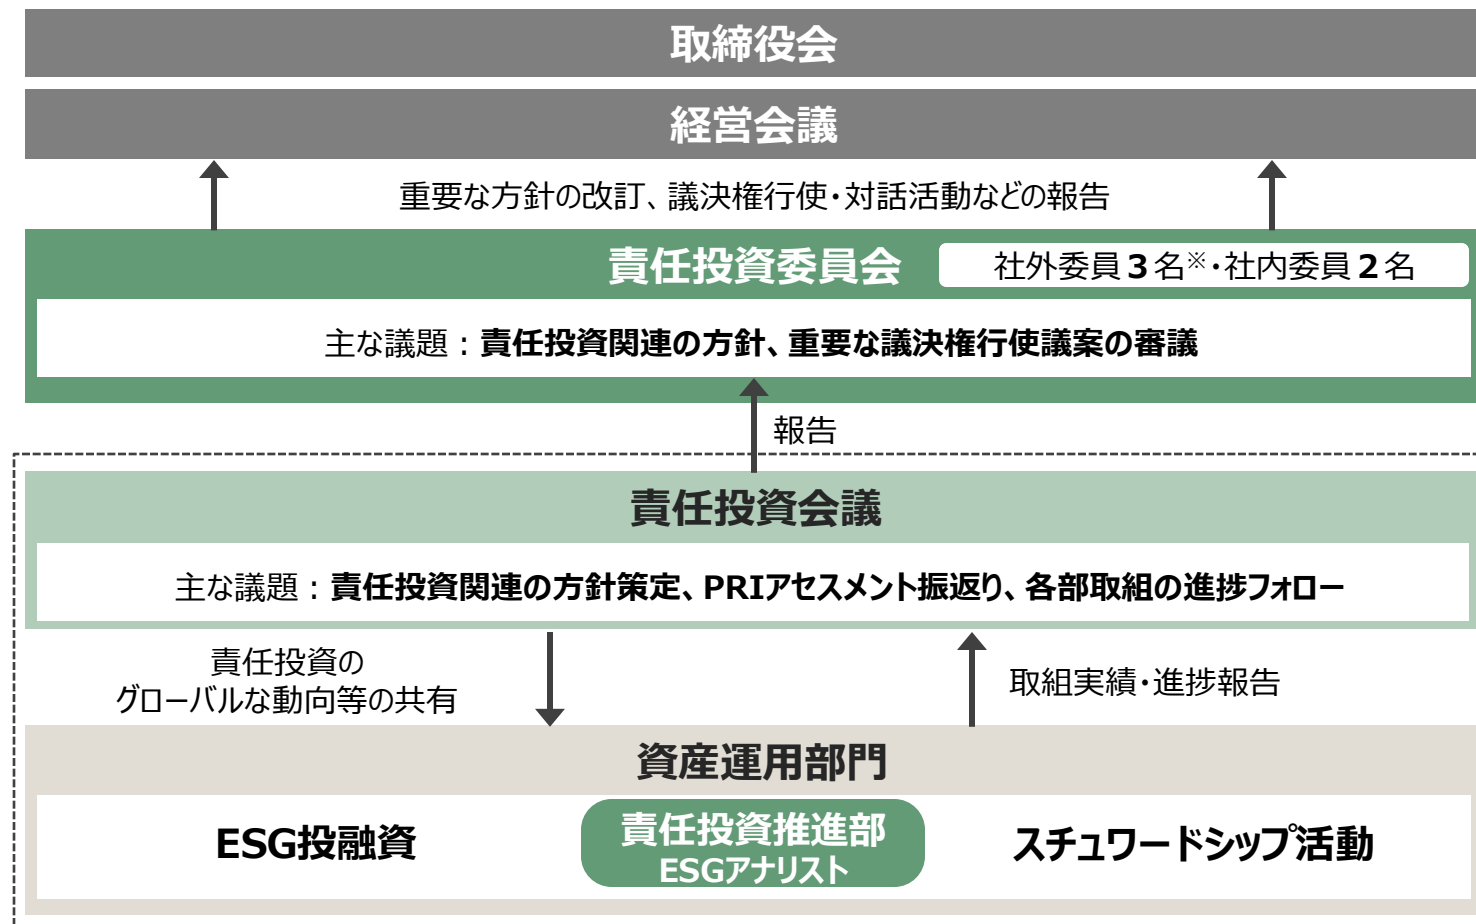 取締役会
経営会議
重要な方針の改訂、議決権行使・対話活動などの報告
責任投資委員会
社外委員3名※・社内委員2名
主な議題：責任投資関連の方針、重要な議決権行使議案の審議
報告
責任投資会議
主な議題：責任投資関連の方針策定、PRIアセスメント振返り、各部取組の進捗フォロー
責任投資の
グローバルな動向等の共有
取組実績・進捗報告
資産運用部門
ESG投融資
責任投資推進部
ESGアナリスト
スチュワードシップ活動